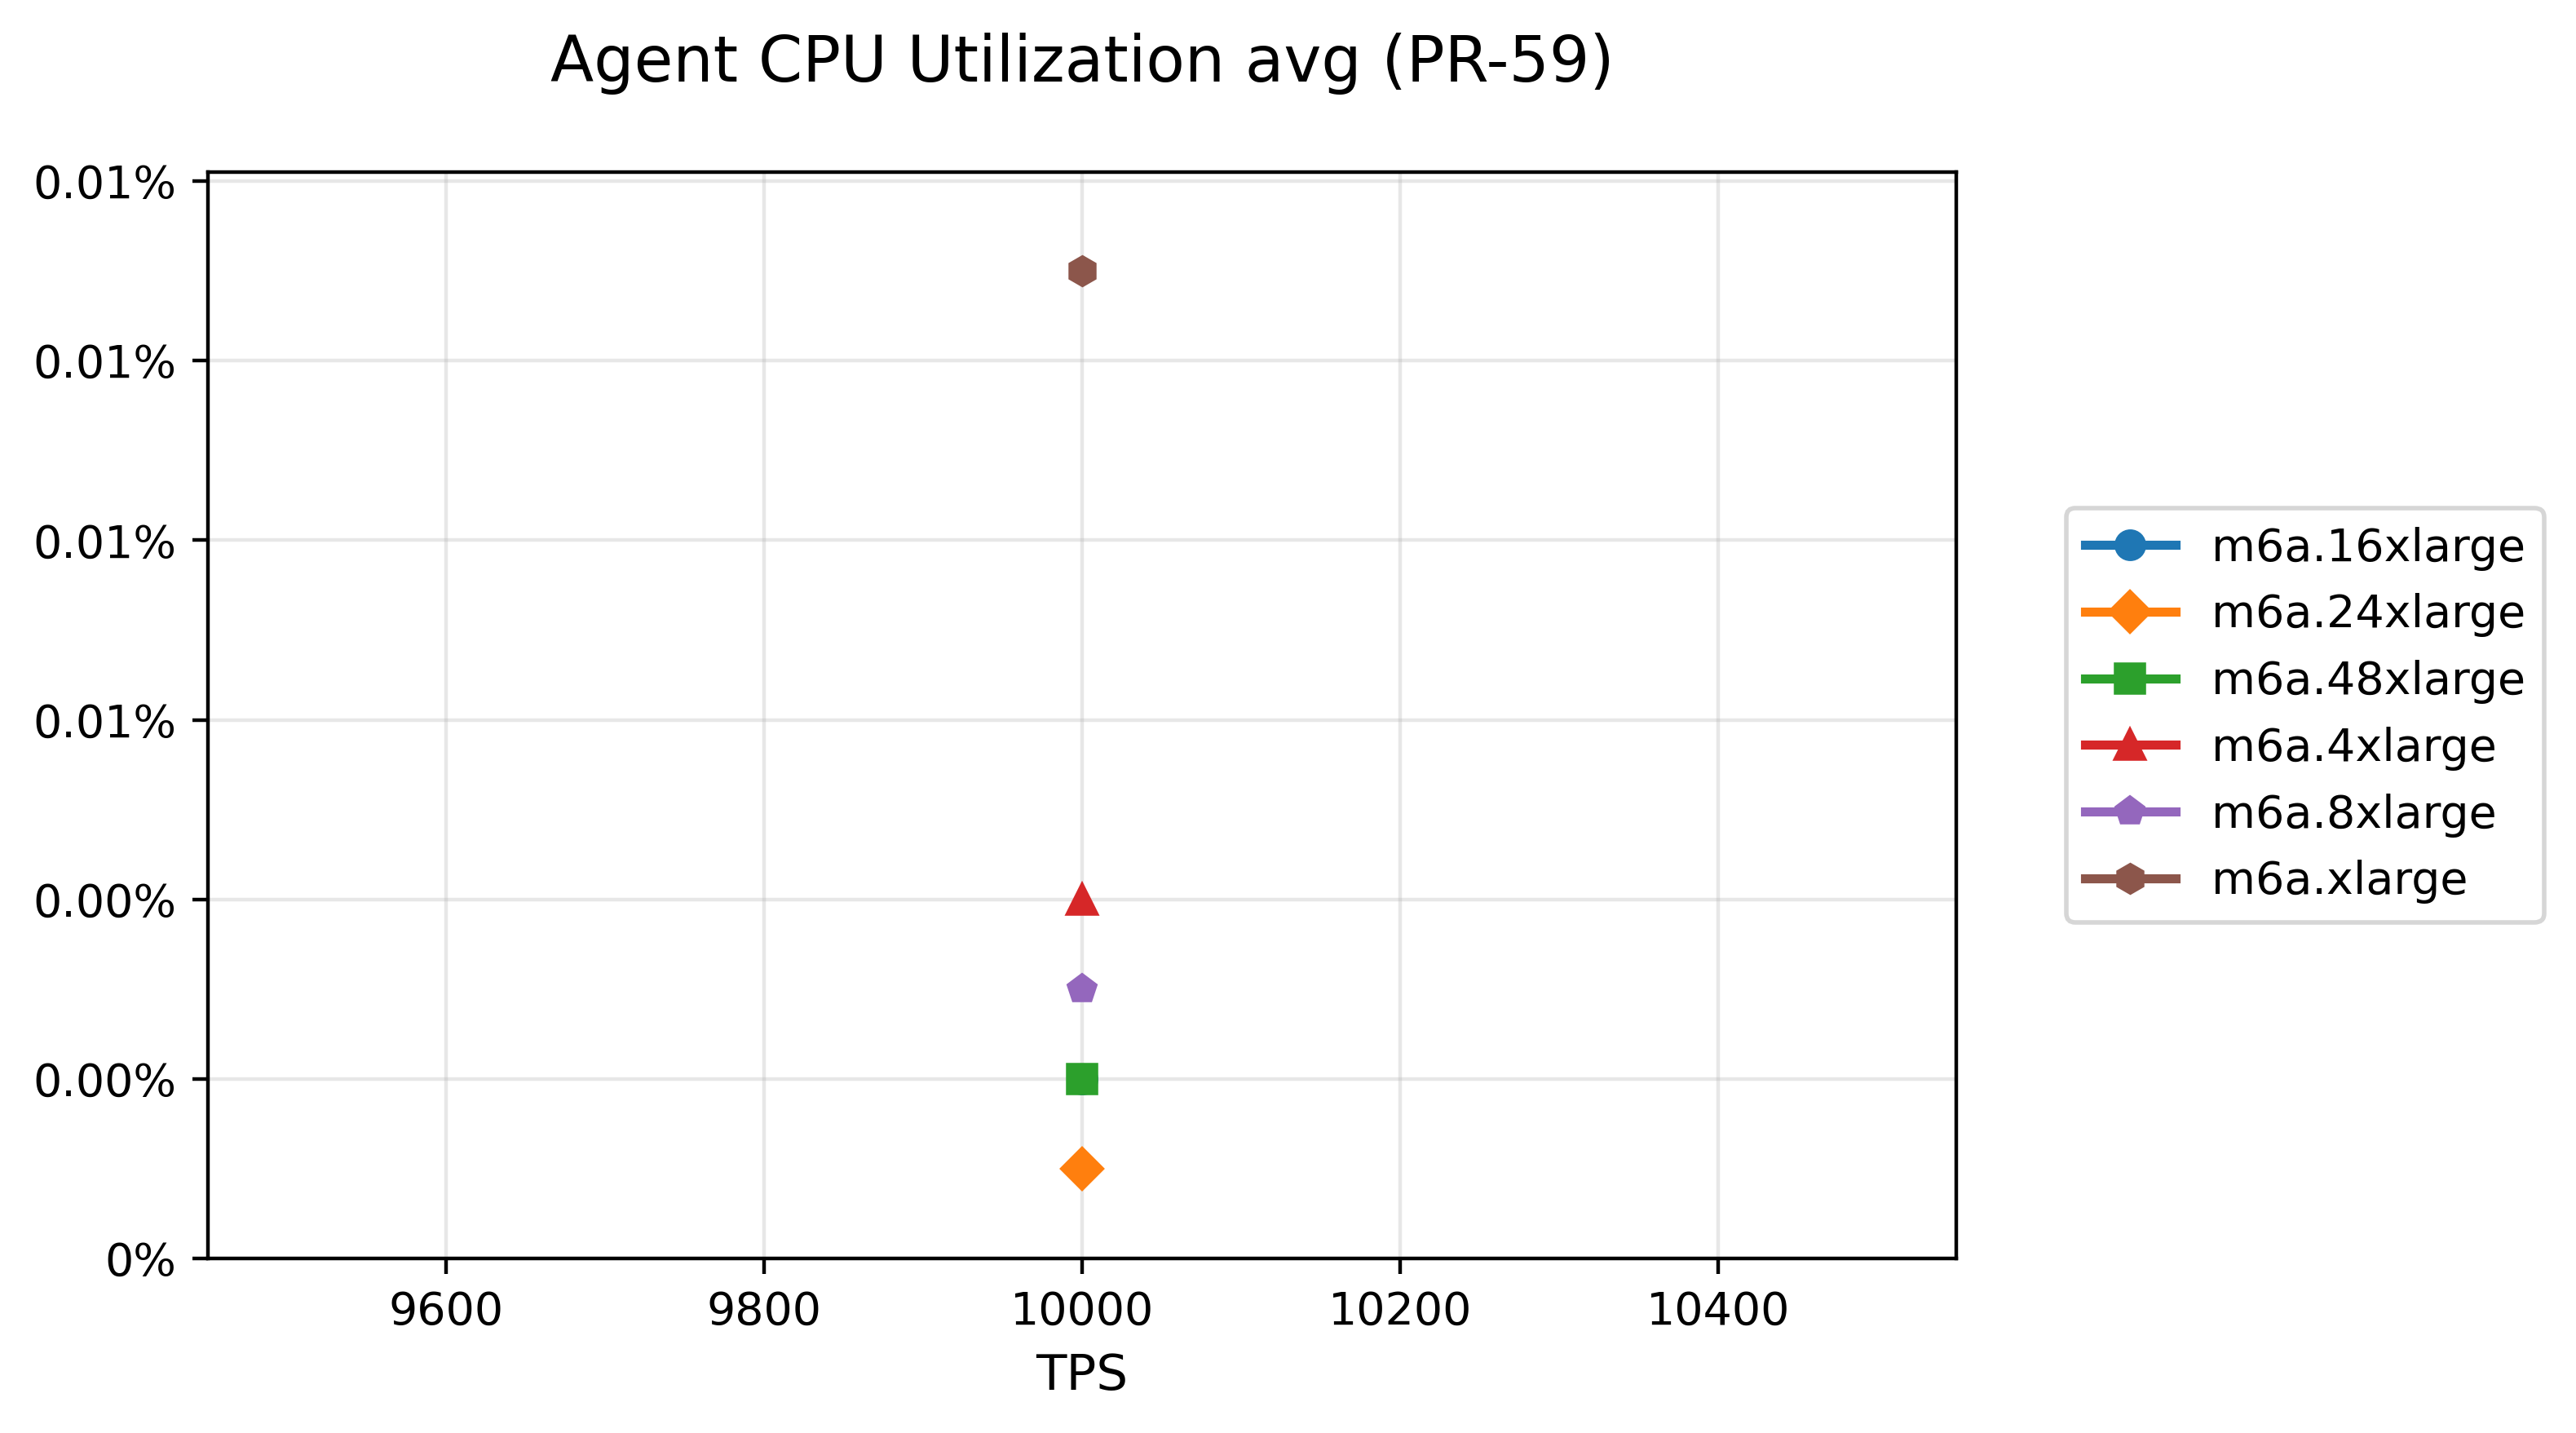 Agent CPU Utilization avg (PR-59)
0.01%
0.01%
0.01%
0.01%
0.00%
0.00%
0%
9600 9800 10000 10200 10400
TPS
m6a.16xlarge
m6a.24xlarge
m6a.48xlarge
m6a.4xlarge
m6a.8xlarge
m6a.xlarge